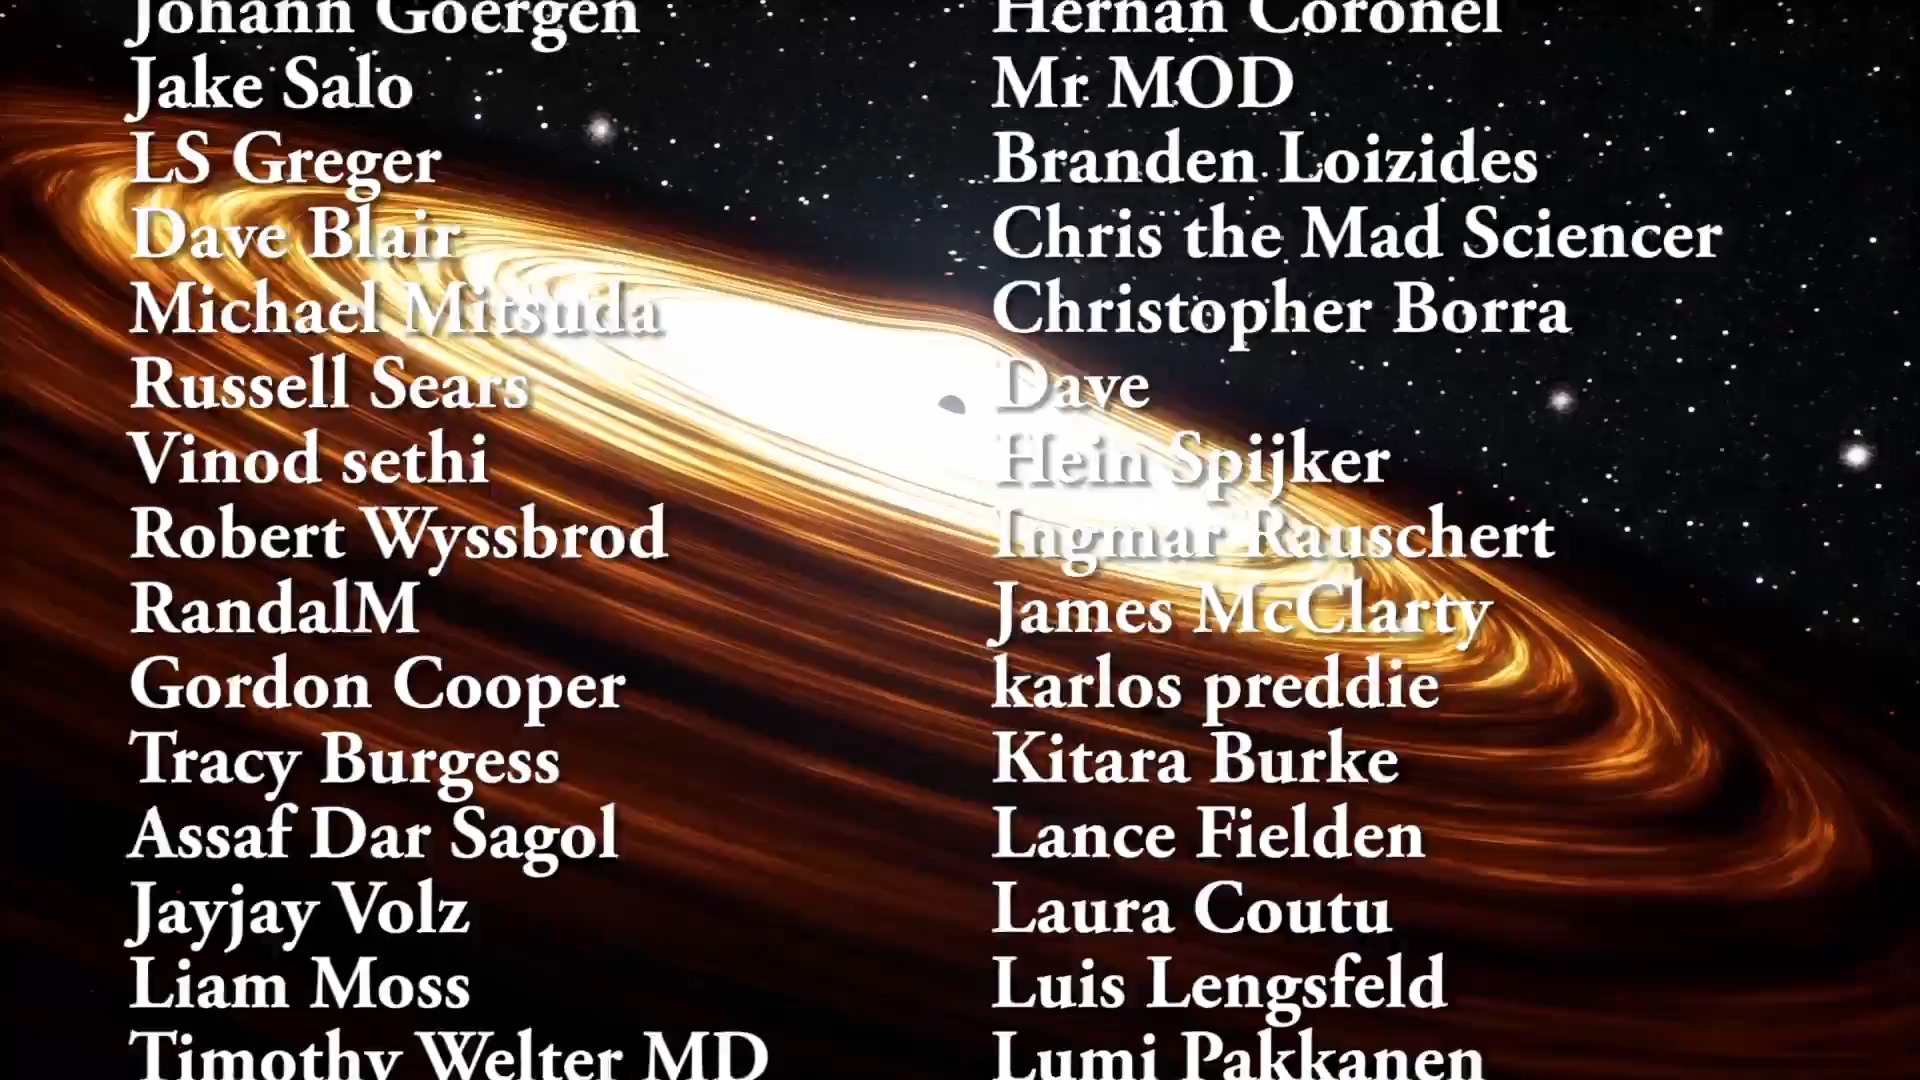 Johann Goergen
Jake Salo
LS Greger
Dave Blair
Michael Mitsuda
Russell Sears
Vinod sethi
Robert Wyssbrod
RandalM
Gordon Cooper
Tracy Burgess
Assaf Dar Sagol
Jayjay Volz
Liam Moss
Timothy Welter MD
Hernan Coronel
Mr MOD
Branden Loizides
Chris the Mad Sciencer
Christopher Borra
Dave
Hein Spijker
Ingmar Rauschert
James McClarty
karlos preddie
Kitara Burke
Lance Fielden
Laura Coutu
Luis Lengsfeld
Lumi Pakkanen